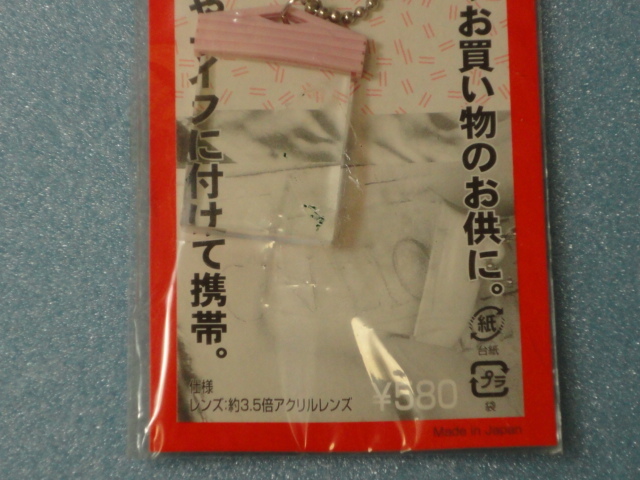 お買い物のお供に。
に付けて携帯。
紙
台紙
プラ
袋
仕様
レンズ:約3.5倍アクリルレンズ
¥580
Made in Japan